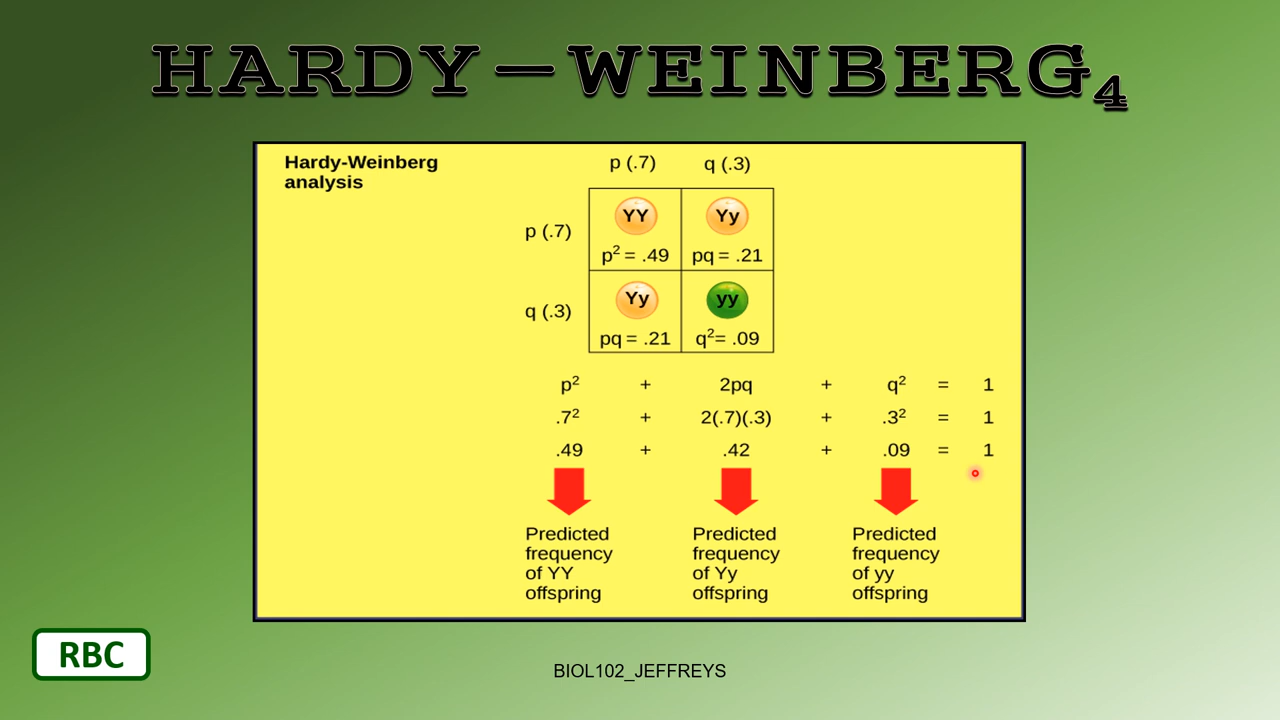 HARDY–WEINBERG₄
Hardy-Weinberg
analysis
p (.7) q (.3)
p (.7)
YY Yy
p² = .49 pq = .21
q (.3)
Yy yy
pq = .21 q²= .09
p² + 2pq + q² = 1
.7² + 2(.7)(.3) + .3² = 1
.49 + .42 + .09 = 1
Predicted
frequency
of YY
offspring
Predicted
frequency
of Yy
offspring
Predicted
frequency
of yy
offspring
RBC
BIOL102_JEFFREYS